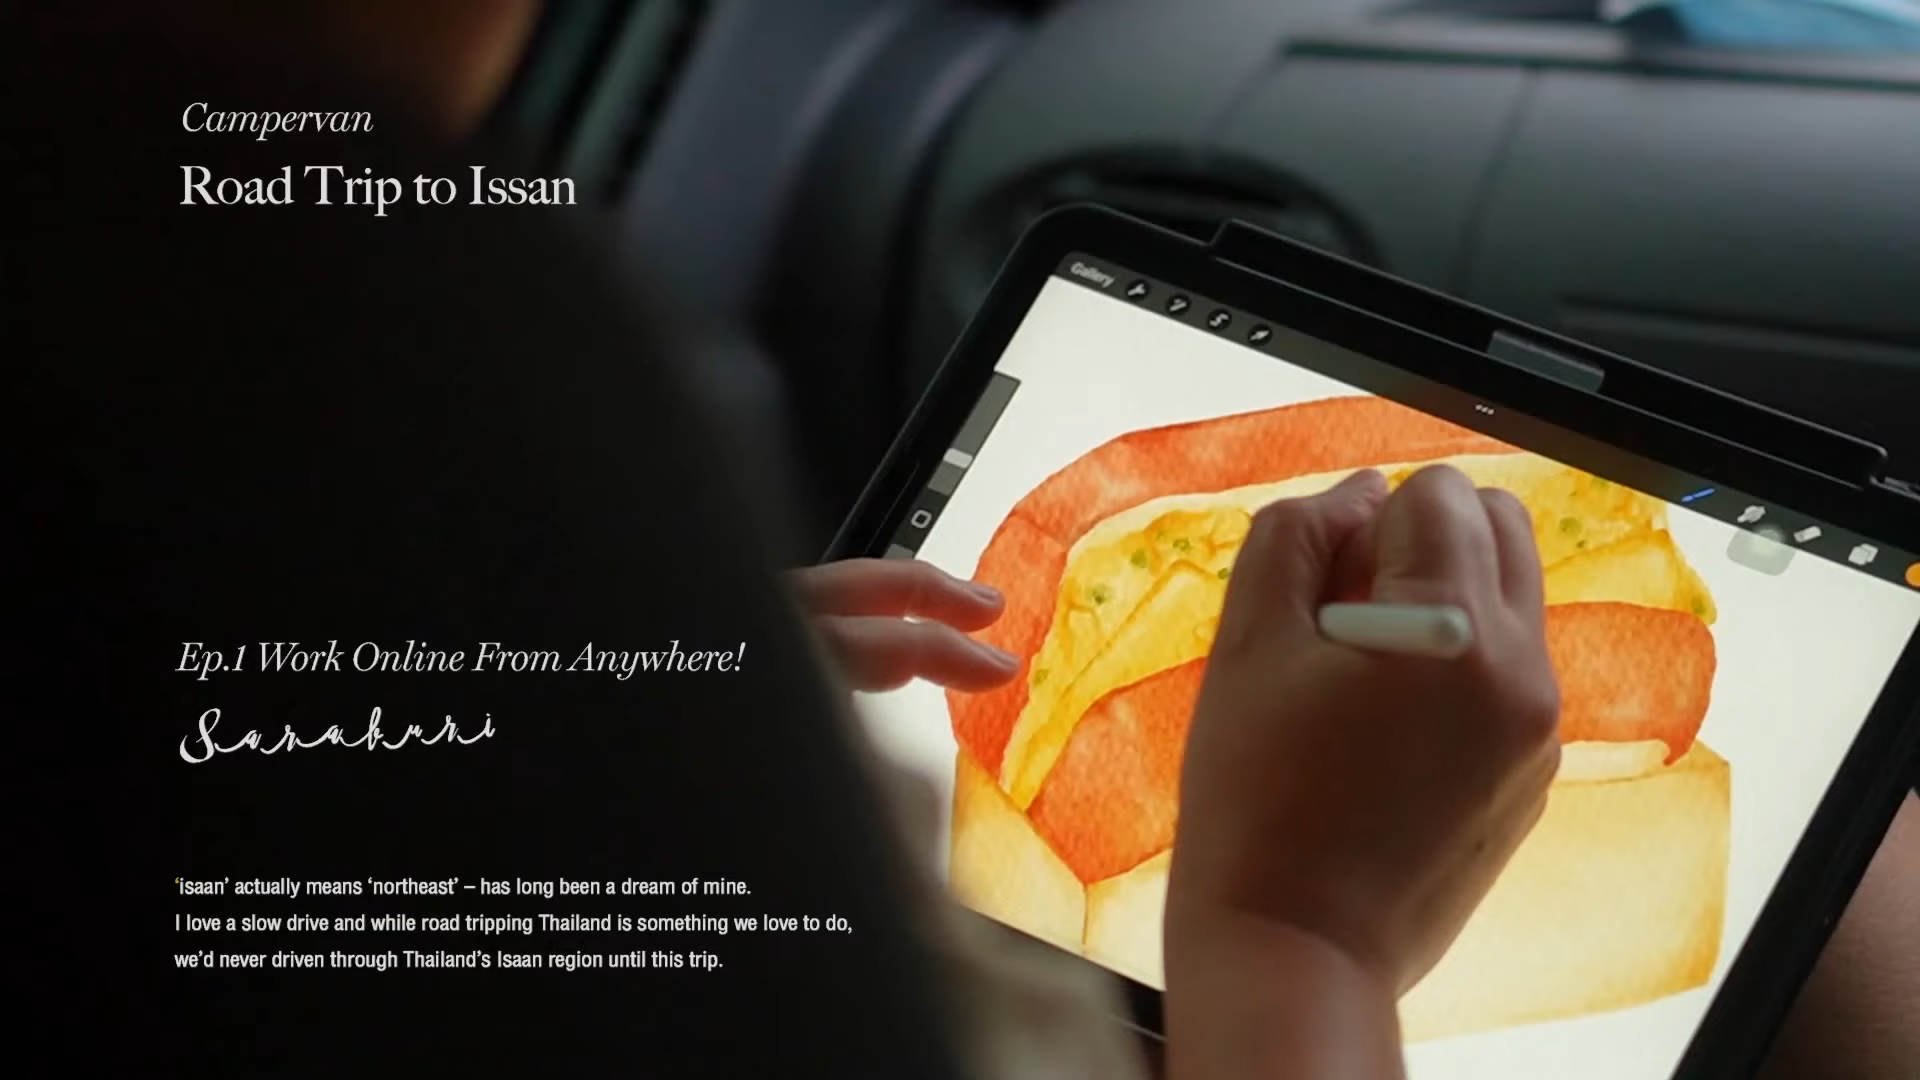 Campervan
Road Trip to Issan
Gallery
Ep.1 Work Online From Anywhere!
Saraburi
‘isaan’ actually means ‘northeast’ – has long been a dream of mine.
I love a slow drive and while road tripping Thailand is something we love to do,
we’d never driven through Thailand’s Isaan region until this trip.